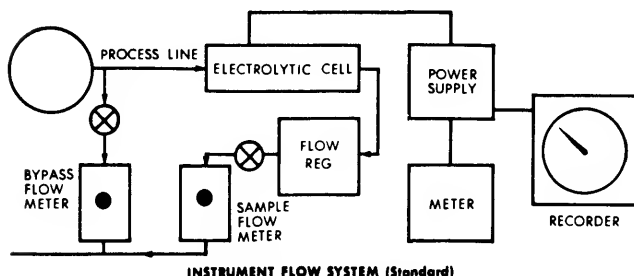 PROCESS LINE
ELECTROLYTIC CELL
POWER
SUPPLY
FLOW
REG
BYPASS
FLOW
METER
SAMPLE
FLOW
METER
METER
RECORDER
INSTRUMENT FLOW SYSTEM (Standard)